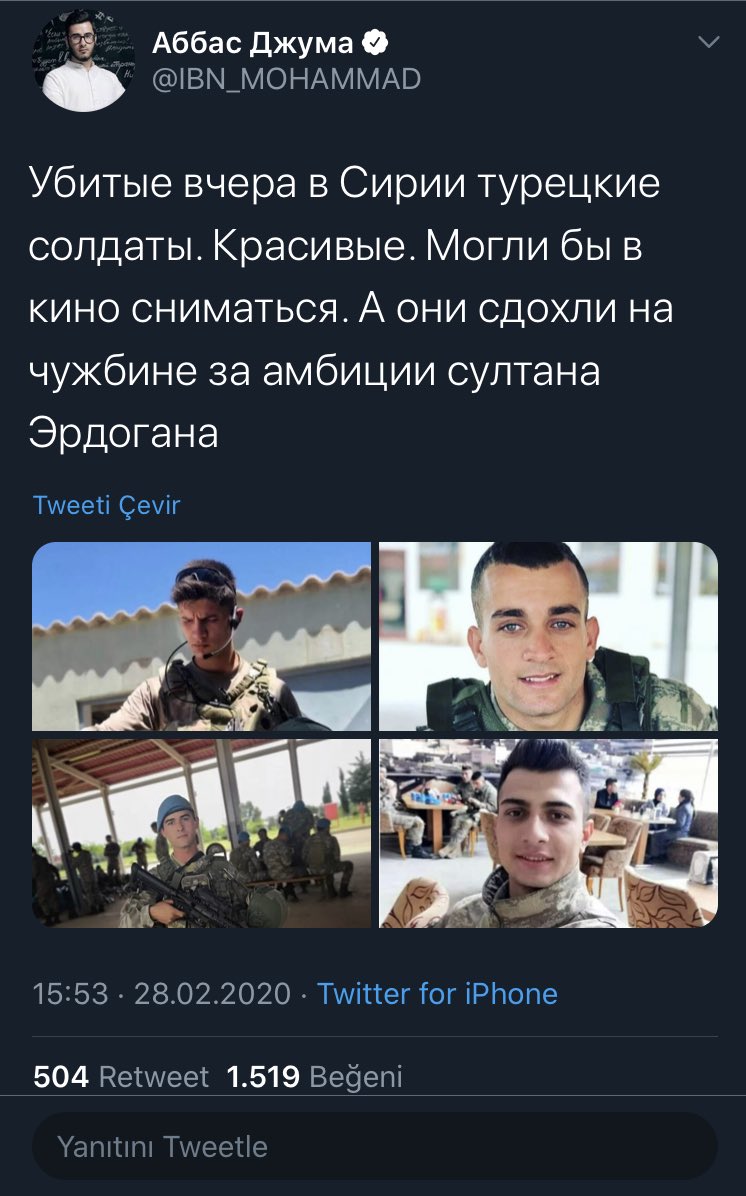 Аббас Джума
@IBN_MOHAMMAD
Убитые вчера в Сирии турецкие
солдаты. Красивые. Могли бы в
кино сниматься. А они сдохли на
чужбине за амбиции султана
Эрдогана
Tweeti Çevir
15:53 · 28.02.2020 · Twitter for iPhone
504 Retweet 1.519 Beğeni
Yanıtını Tweetle